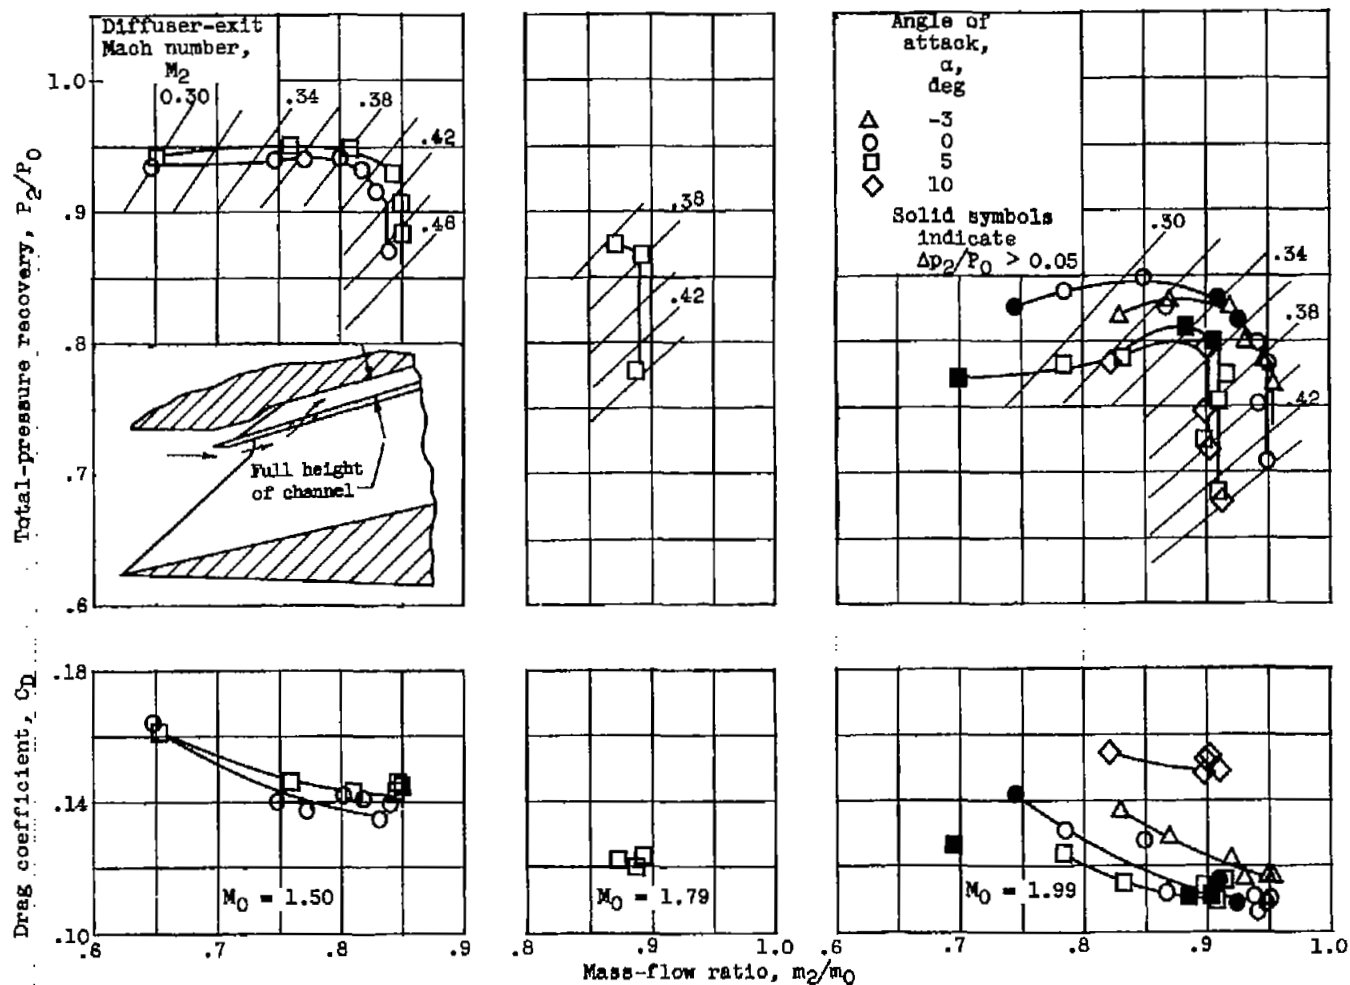 Diffuser-exit
Mach number,
M2
0.30
.34
.38
.42
.46
1.0
.9
.8
.7
.6
Total-pressure recovery, P2/P0
Full height
of channel
.38
.42
Angle of
attack,
α,
deg
-3
0
5
10
Solid symbols
indicate
Δp2/P0 > 0.05
.30
.34
.38
.42
.18
.14
.10
Drag coefficient, CD
M0 = 1.50
M0 = 1.79
M0 = 1.99
.6 .7 .8 .9
.8 .9 1.0
.6 .7 .8 .9 1.0
Mass-flow ratio, m2/m0